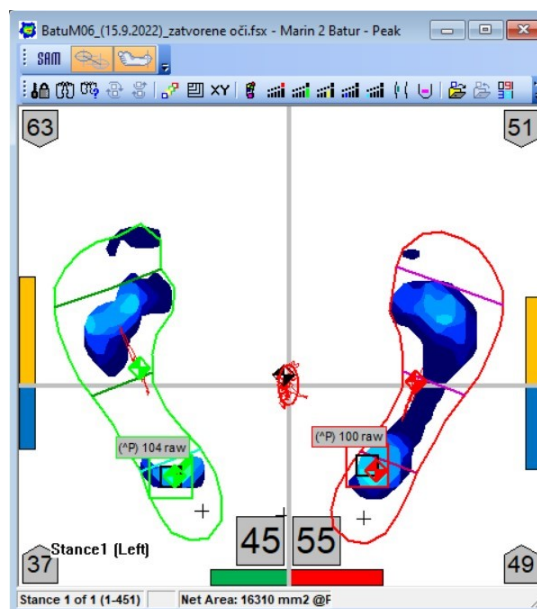 BatuM06_(15.9.2022)_zatvorene oči.fsx - Marin 2 Batur - Peak
SAM
XY
63
51
(^P) 104 raw
(^P) 100 raw
Stance1 (Left)
45
55
37
49
Stance 1 of 1 (1-451)
Net Area: 16310 mm2 @F